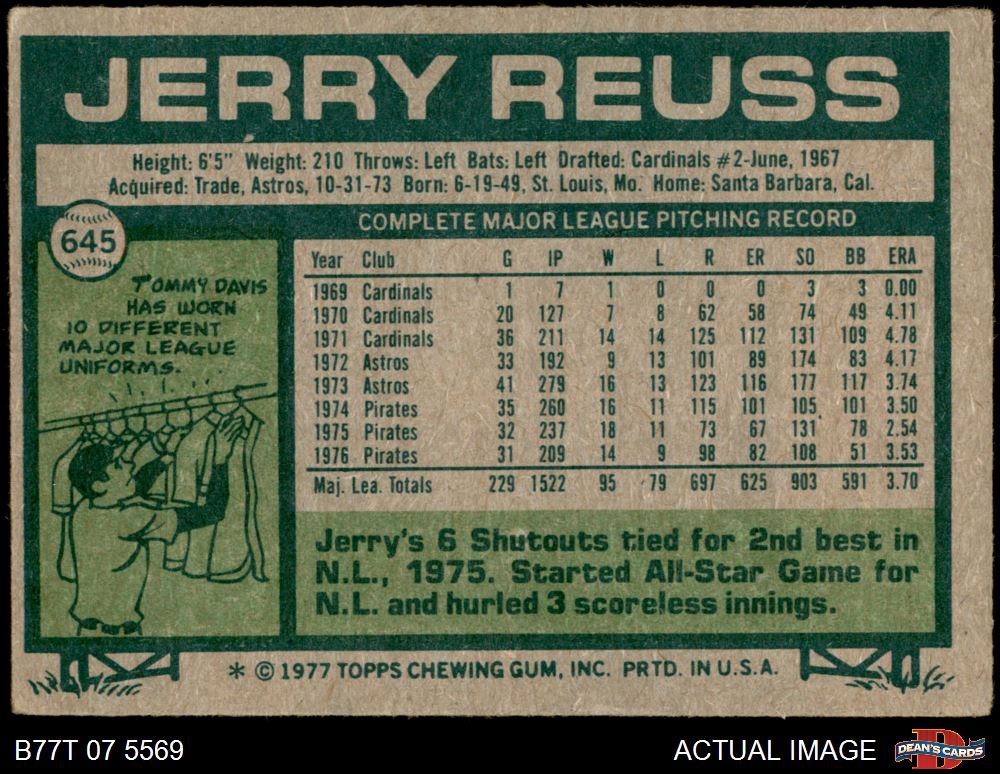 JERRY REUSS
Height: 6'5" Weight: 210 Throws: Left Bats: Left Drafted: Cardinals #2-June, 1967
Acquired: Trade, Astros, 10-31-73 Born: 6-19-49, St. Louis, Mo. Home: Santa Barbara, Cal.
645
TOMMY DAVIS
HAS WORN
10 DIFFERENT
MAJOR LEAGUE
UNIFORMS.
COMPLETE MAJOR LEAGUE PITCHING RECORD
Year Club G IP W L R ER SO BB ERA
1969 Cardinals 1 7 1 0 0 0 3 3 0.00
1970 Cardinals 20 127 7 8 62 58 74 49 4.11
1971 Cardinals 36 211 14 14 125 112 131 109 4.78
1972 Astros 33 192 9 13 101 89 174 83 4.17
1973 Astros 41 279 16 13 123 116 177 117 3.74
1974 Pirates 35 260 16 11 115 101 105 101 3.50
1975 Pirates 32 237 18 11 73 67 131 78 2.54
1976 Pirates 31 209 14 9 98 82 108 51 3.53
Maj. Lea. Totals 229 1522 95 79 697 625 903 591 3.70
Jerry's 6 Shutouts tied for 2nd best in
N.L., 1975. Started All-Star Game for
N.L. and hurled 3 scoreless innings.
* © 1977 TOPPS CHEWING GUM, INC. PRTD. IN U.S.A.
B77T 07 5569
ACTUAL IMAGE
DEAN'S CARDS